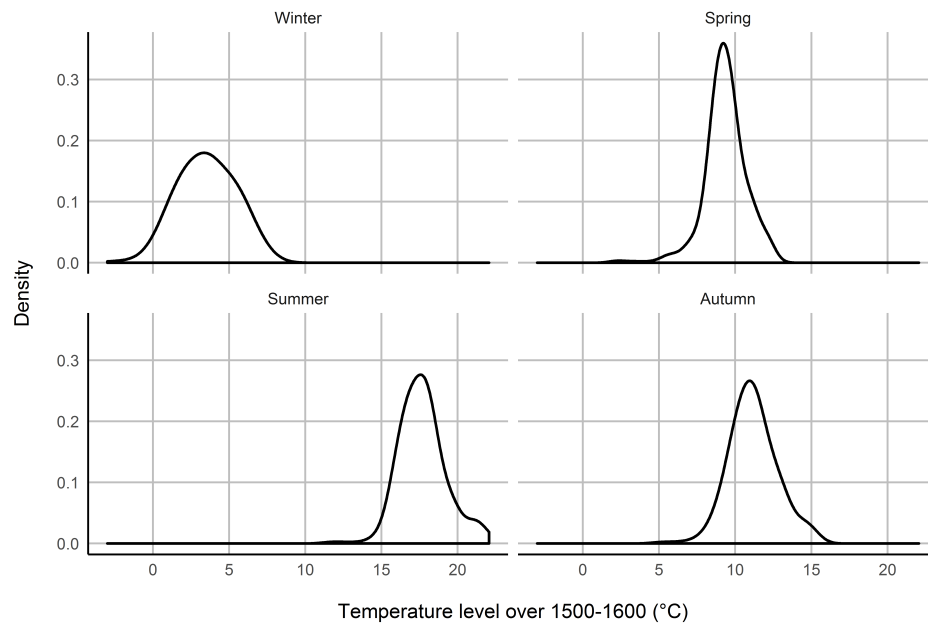 Winter
Spring
0.3
0.2
0.1
0.0
Density
Summer
Autumn
0.3
0.2
0.1
0.0
0 5 10 15 20
0 5 10 15 20
Temperature level over 1500-1600 (°C)